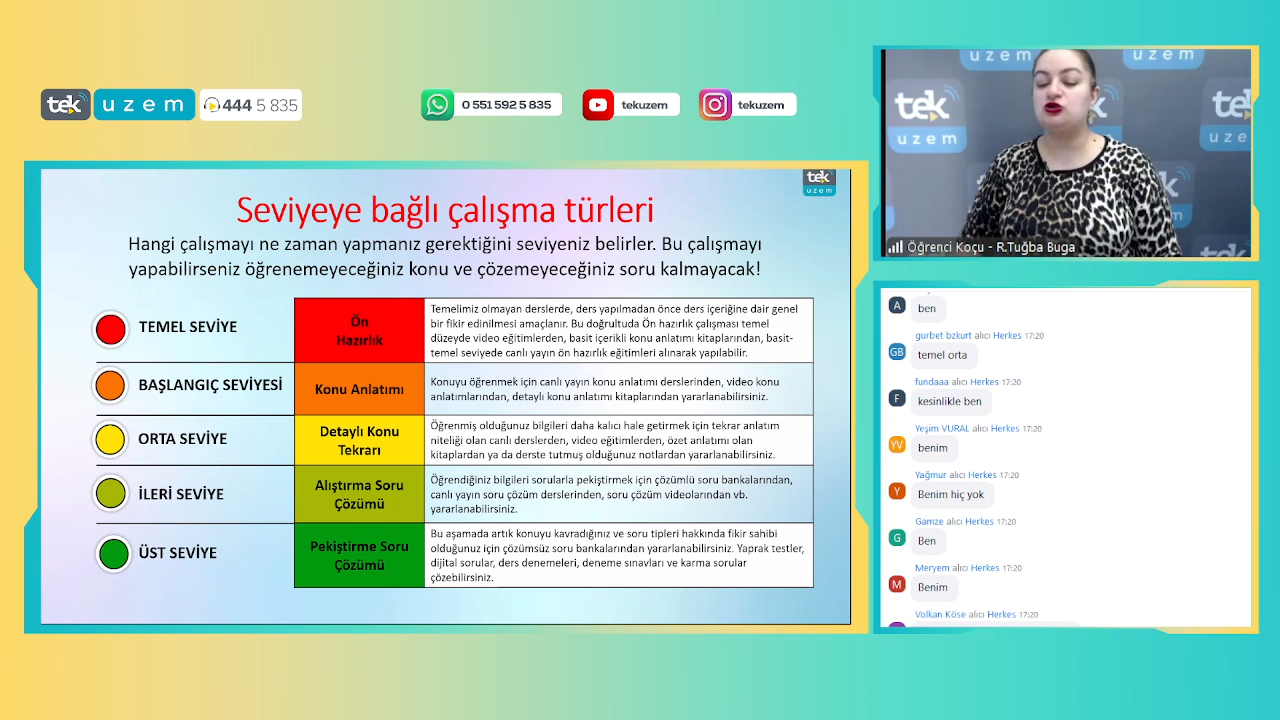 tek uzem 444 5 835
0 551 592 5 835
tekuzem
tekuzem
tek
uzem
Seviyeye bağlı çalışma türleri
Hangi çalışmayı ne zaman yapmanız gerektiğini seviyeniz belirler. Bu çalışmayı
yapabilirseniz öğrenemeyeceğiniz konu ve çözemeyeceğiniz soru kalmayacak!
TEMEL SEVİYE
Ön
Hazırlık
Temelimiz olmayan derslerde, ders yapılmadan önce ders içeriğine dair genel
bir fikir edinilmesi amaçlanır. Bu doğrultuda Ön hazırlık çalışması temel
düzeyde video eğitimlerden, basit içerikli konu anlatımı kitaplarından, basit-
temel seviyede canlı yayın ön hazırlık eğitimleri alınarak yapılabilir.
BAŞLANGIÇ SEVİYESİ
Konu Anlatımı
Konuyu öğrenmek için canlı yayın konu anlatımı derslerinden, video konu
anlatımlarından, detaylı konu anlatımı kitaplarından yararlanabilirsiniz.
ORTA SEVİYE
Detaylı Konu
Tekrarı
Öğrenmiş olduğunuz bilgileri daha kalıcı hale getirmek için tekrar anlatım
niteliği olan canlı derslerden, video eğitimlerden, özet anlatımı olan
kitaplardan ya da derste tutmuş olduğunuz notlardan yararlanabilirsiniz.
İLERİ SEVİYE
Alıştırma Soru
Çözümü
Öğrendiğiniz bilgileri sorularla pekiştirmek için çözümlü soru bankalarından,
canlı yayın soru çözüm derslerinden, soru çözüm videolarından vb.
yararlanabilirsiniz.
ÜST SEVİYE
Pekiştirme Soru
Çözümü
Bu aşamada artık konuyu kavradığınız ve soru tipleri hakkında fikir sahibi
olduğunuz için çözümsüz soru bankalarından yararlanabilirsiniz. Yaprak testler,
dijital sorular, ders denemeleri, deneme sınavları ve karma sorular
çözebilirsiniz.
uzem
uzem
tek
uzem
tek
Öğrenci Koçu - R.Tuğba Buga
A
ben
gurbet bzkurt alıcı Herkes 17:20
GB
temel orta
fundaaa alıcı Herkes 17:20
F
kesinlikle ben
Yeşim VURAL alıcı Herkes 17:20
YV
benim
Yağmur alıcı Herkes 17:20
Y
Benim hiç yok
Gamze alıcı Herkes 17:20
G
Ben
Meryem alıcı Herkes 17:20
M
Benim
Volkan Köse alıcı Herkes 17:20